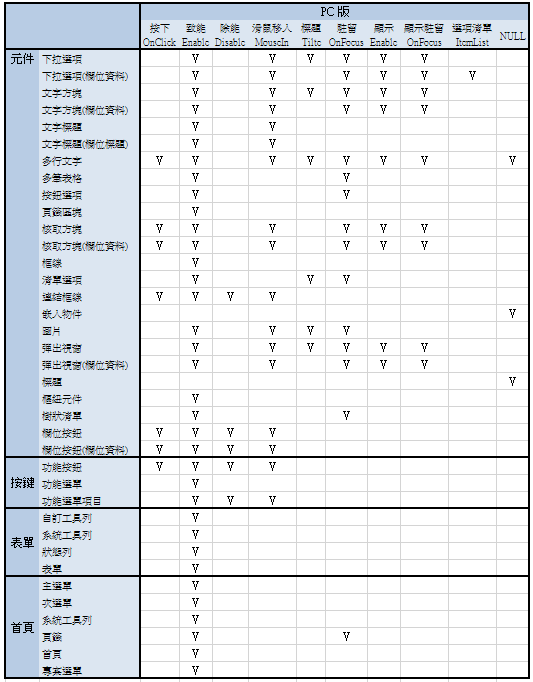 PC 版
按下 致能 除能 滑鼠移入 標題 駐留 顯示 顯示駐留 選項清單 NULL
OnClick Enable Disable MouseIn Tilte OnFocus Enable OnFocus ItemList
元件 下拉選項 V V V V V V
下拉選項(欄位資料) V V V V V V
文字方塊 V V V V V V
文字方塊(欄位資料) V V V V V
文字標題 V V
文字標題(欄位標題) V V
多行文字 V V V V V V V V
多筆表格 V V
按鈕選項 V V
頁籤區塊 V
核取方塊 V V V V V V
核取方塊(欄位資料) V V V V V V
框線 V
清單選項 V V V
連結框線 V V V V
嵌入物件 V
圖片 V V V V
彈出視窗 V V V V V V
彈出視窗(欄位資料) V V V V V
標題 V
樞紐元件 V
樹狀清單 V V
欄位按鈕 V V V V
欄位按鈕(欄位資料) V V V V
按鍵 功能按鈕 V V V V
功能選單 V
功能選單項目 V V V
表單 自訂工具列 V
系統工具列 V
狀態列 V
表單 V
首頁 主選單 V
次選單 V
系統工具列 V
頁籤 V V
首頁 V
專案選單 V